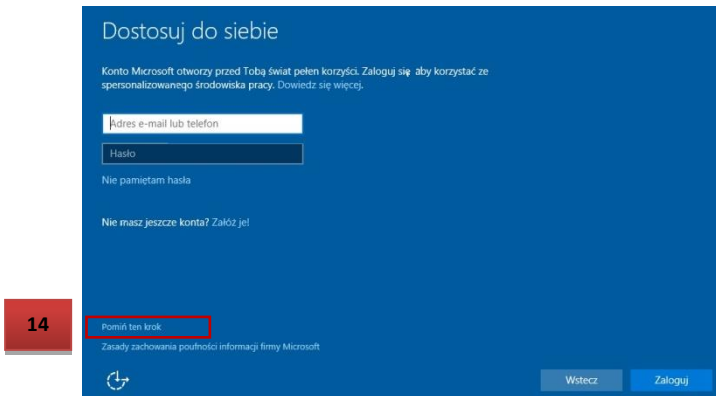 Dostosuj do siebie
Konto Microsoft otworzy przed Tobą świat pełen korzyści. Zaloguj się aby korzystać ze
spersonalizowanego środowiska pracy. Dowiedz się więcej.
Adres e-mail lub telefon
Hasło
Nie pamiętam hasła
Nie masz jeszcze konta? Załóż je!
14
Pomiń ten krok
Zasady zachowania poufności informacji firmy Microsoft
Wstecz
Zaloguj